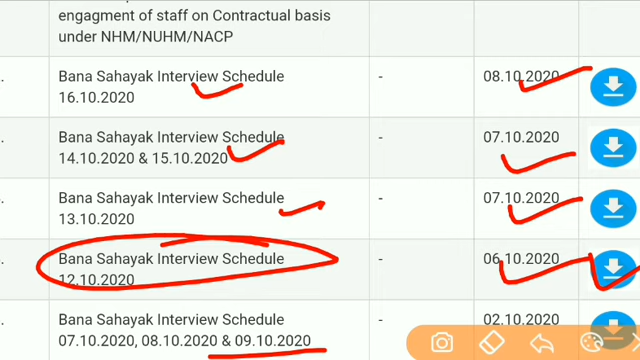 engagment of staff on Contractual basis
under NHM/NUHM/NACP
Bana Sahayak Interview Schedule - 08.10.2020
16.10.2020
Bana Sahayak Interview Schedule - 07.10.2020
14.10.2020 & 15.10.2020
Bana Sahayak Interview Schedule - 07.10.2020
13.10.2020
Bana Sahayak Interview Schedule - 06.10.2020
12.10.2020
Bana Sahayak Interview Schedule - 02.10.2020
07.10.2020, 08.10.2020 & 09.10.2020